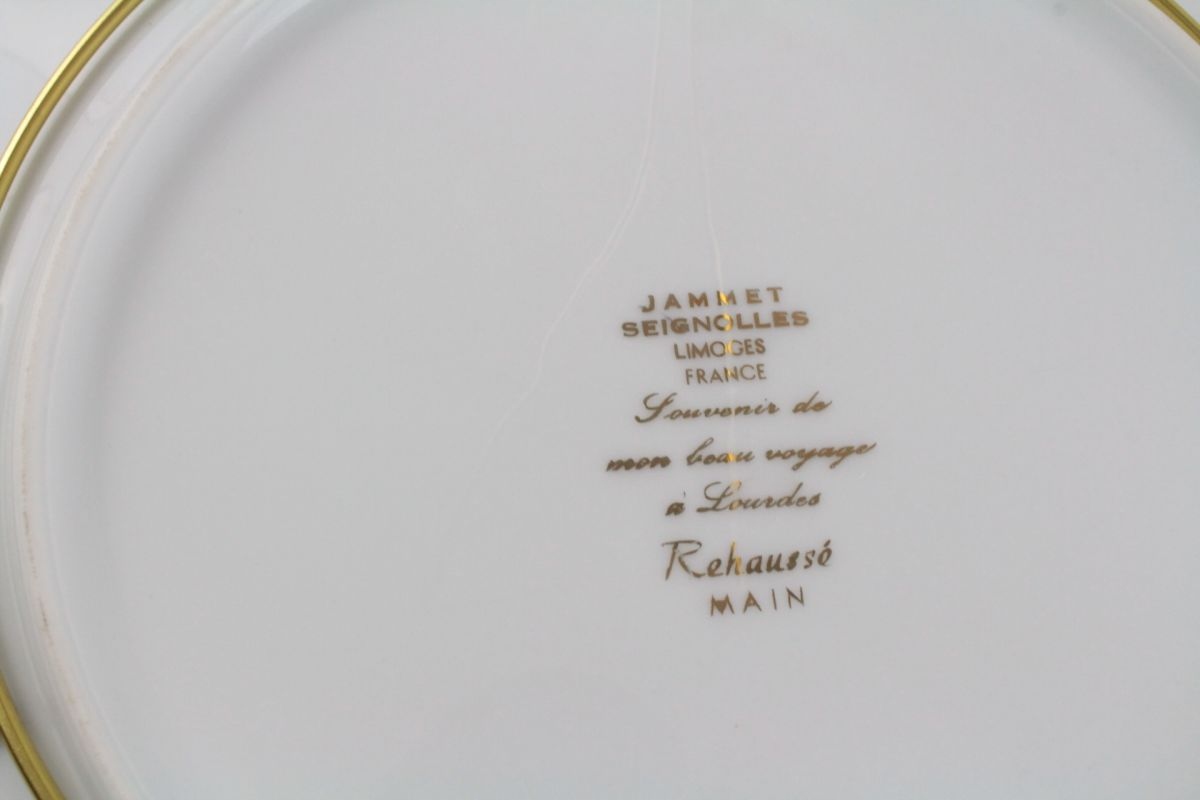 JAMMET
SEIGNOLLES
LIMOGES
FRANCE
Souvenir de
mon beau voyage
à Lourdes
Rehaussé
MAIN